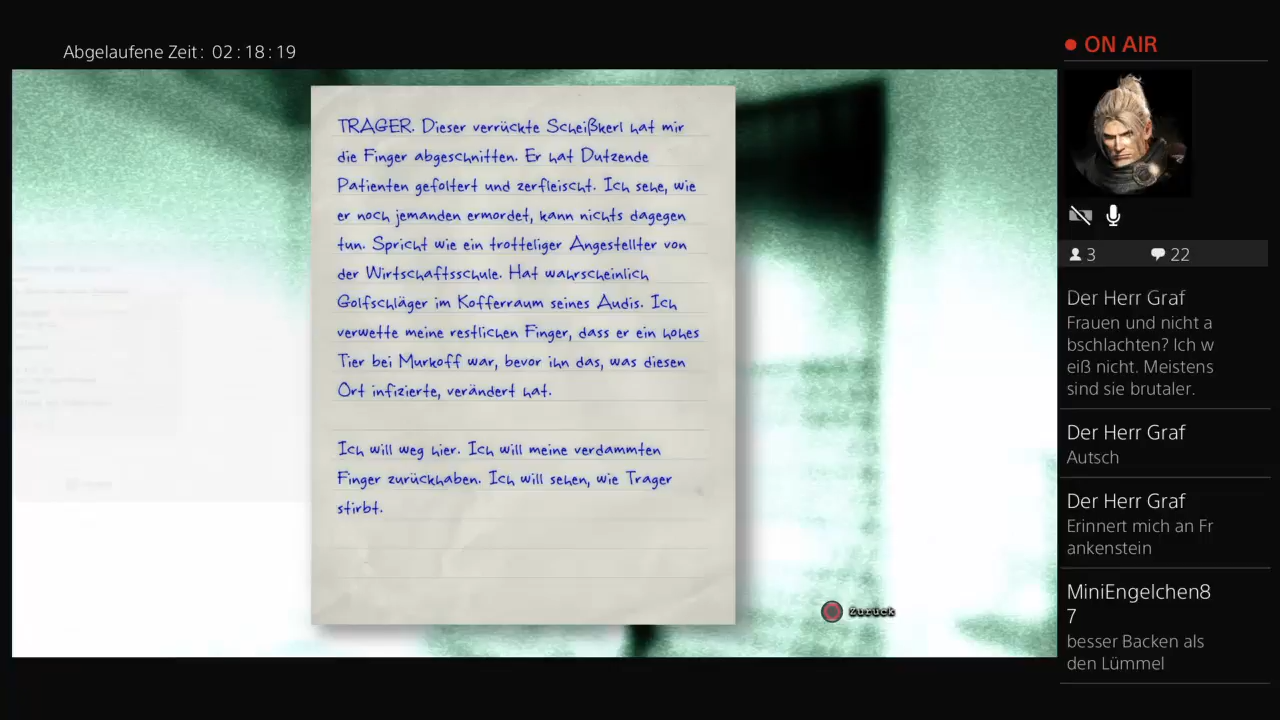 Abgelaufene Zeit: 02:18:19
ON AIR
TRAGER. Dieser verrückte Scheißkerl hat mir
die Finger abgeschnitten. Er hat Dutzende
Patienten gefoltert und zerfleischt. Ich sehe, wie
er noch jemanden ermordet, kann nichts dagegen
tun. Spricht wie ein trotteliger Angestellter von
der Wirtschaftsschule. Hat wahrscheinlich
Golfschläger im Kofferraum seines Audis. Ich
verwette meine restlichen Finger, dass er ein hohes
Tier bei Murkoff war, bevor ihn das, was diesen
Ort infizierte, verändert hat.
Ich will weg hier. Ich will meine verdammten
Finger zurückhaben. Ich will sehen, wie Trager
stirbt.
Zurück
3
22
Der Herr Graf
Frauen und nicht a
bschlachten? Ich w
eiß nicht. Meistens
sind sie brutaler.
Der Herr Graf
Autsch
Der Herr Graf
Erinnert mich an Fr
ankenstein
MiniEngelchen8
7
besser Backen als
den Lümmel